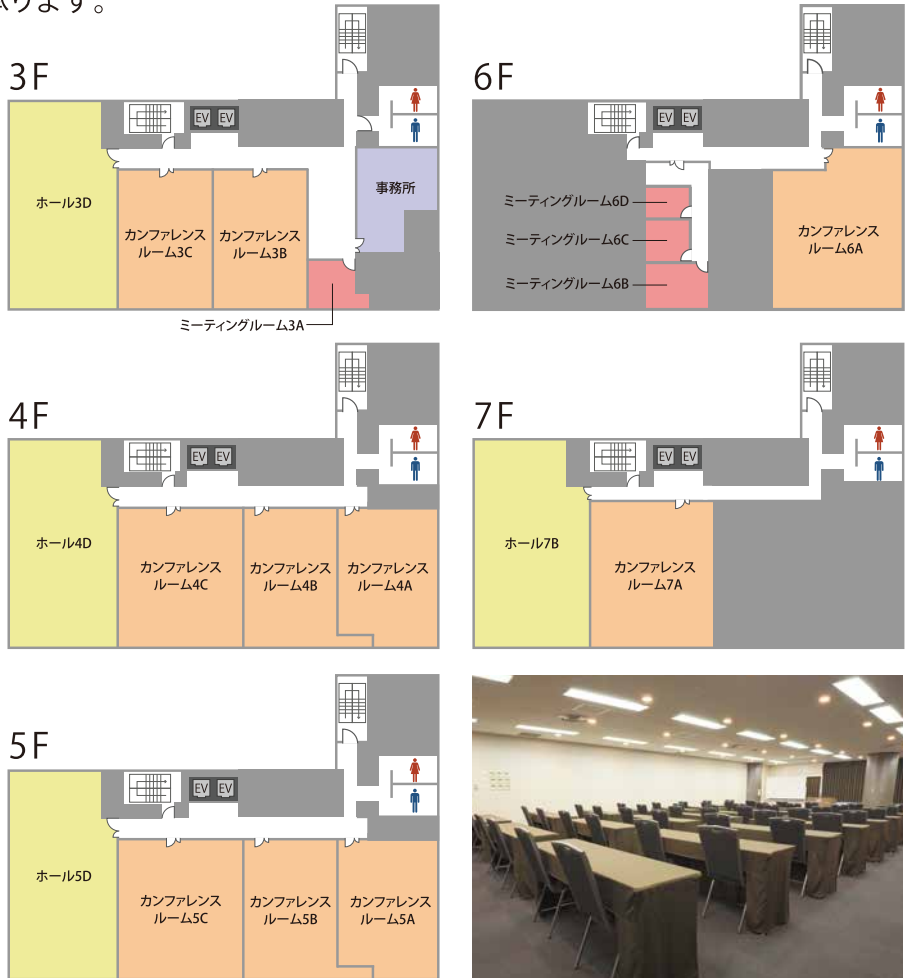 ります。
3F
EV EV
ホール3D
カンファレンス
ルーム3C
カンファレンス
ルーム3B
事務所
ミーティングルーム3A
6F
EV EV
ミーティングルーム6D
ミーティングルーム6C
ミーティングルーム6B
カンファレンス
ルーム6A
4F
EV EV
ホール4D
カンファレンス
ルーム4C
カンファレンス
ルーム4B
カンファレンス
ルーム4A
7F
EV EV
ホール7B
カンファレンス
ルーム7A
5F
EV EV
ホール5D
カンファレンス
ルーム5C
カンファレンス
ルーム5B
カンファレンス
ルーム5A